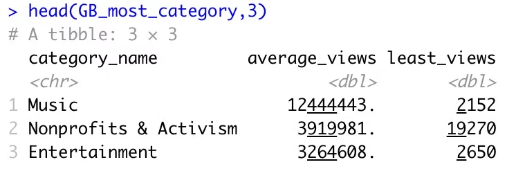 > head(GB_most_category,3)
# A tibble: 3 × 3
category_name average_views least_views
<chr> <dbl> <dbl>
1 Music 12444443. 2152
2 Nonprofits & Activism 3919981. 19270
3 Entertainment 3264608. 2650